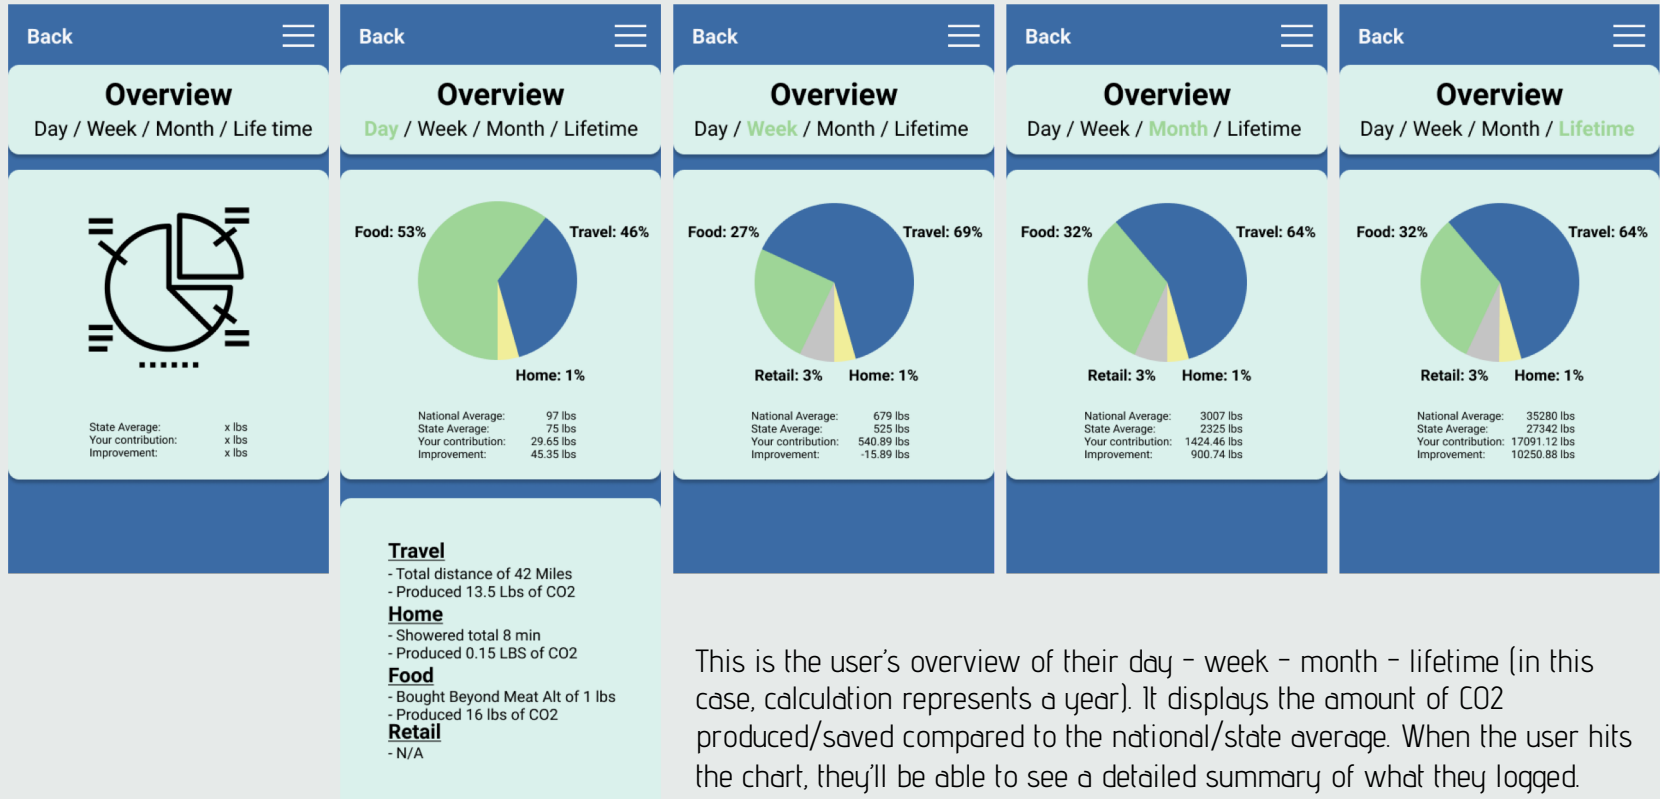 Back
Overview
Day / Week / Month / Life time
State Average: x lbs
Your contribution: x lbs
Improvement: x lbs
Back
Overview
Day / Week / Month / Lifetime
Food: 53%
Travel: 46%
Home: 1%
National Average: 97 lbs
State Average: 75 lbs
Your contribution: 29.65 lbs
Improvement: 45.35 lbs
Travel
- Total distance of 42 Miles
- Produced 13.5 Lbs of CO2
Home
- Showered total 8 min
- Produced 0.15 LBS of CO2
Food
- Bought Beyond Meat Alt of 1 lbs
- Produced 16 lbs of CO2
Retail
- N/A
Back
Overview
Day / Week / Month / Lifetime
Food: 27%
Travel: 69%
Retail: 3%
Home: 1%
National Average: 679 lbs
State Average: 525 lbs
Your contribution: 540.89 lbs
Improvement: -15.89 lbs
Back
Overview
Day / Week / Month / Lifetime
Food: 32%
Travel: 64%
Retail: 3%
Home: 1%
National Average: 3007 lbs
State Average: 2325 lbs
Your contribution: 1424.46 lbs
Improvement: 900.74 lbs
Back
Overview
Day / Week / Month / Lifetime
Food: 32%
Travel: 64%
Retail: 3%
Home: 1%
National Average: 35280 lbs
State Average: 27342 lbs
Your contribution: 17091.12 lbs
Improvement: 10250.88 lbs
This is the user's overview of their day - week - month - lifetime (in this
case, calculation represents a year). It displays the amount of CO2
produced/saved compared to the national/state average. When the user hits
the chart, they'll be able to see a detailed summary of what they logged.